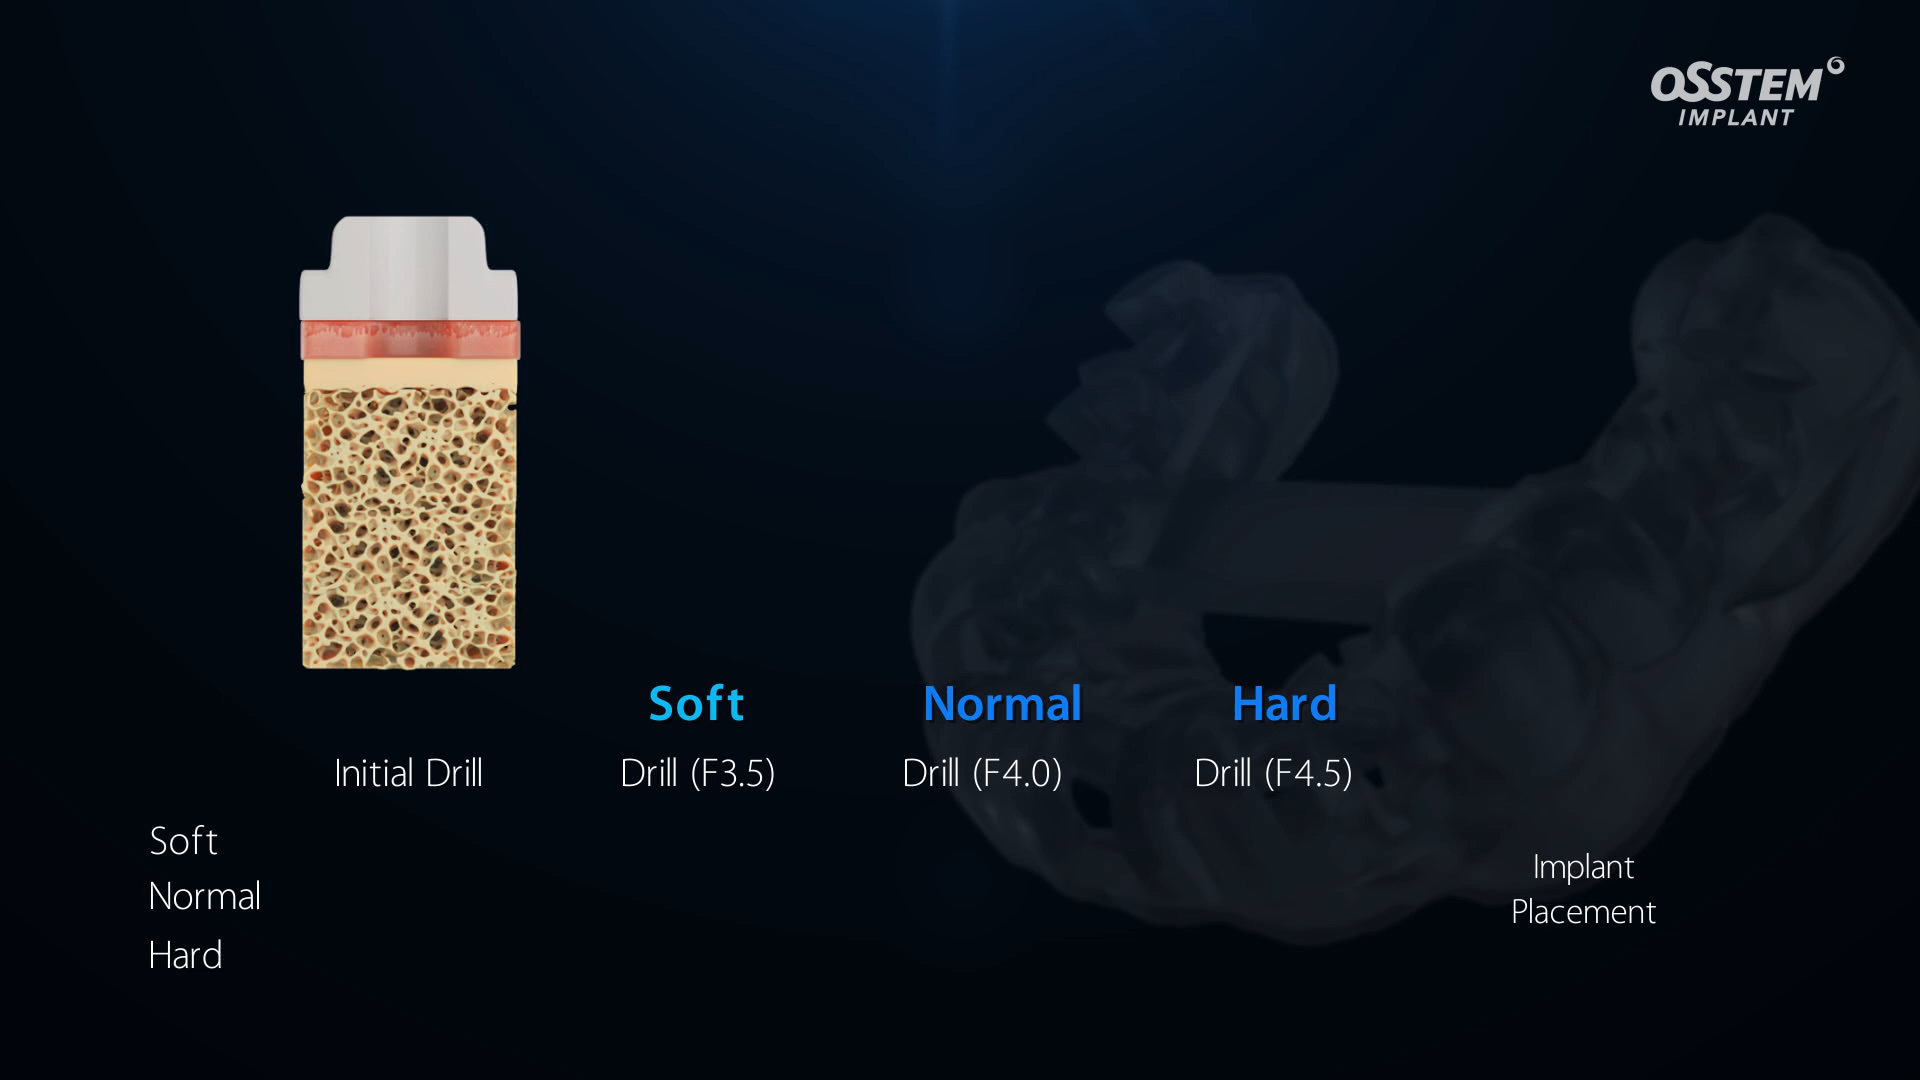 OSSTEM
IMPLANT
Soft Normal Hard
Initial Drill Drill (F3.5) Drill (F4.0) Drill (F4.5)
Soft
Normal
Hard
Implant
Placement